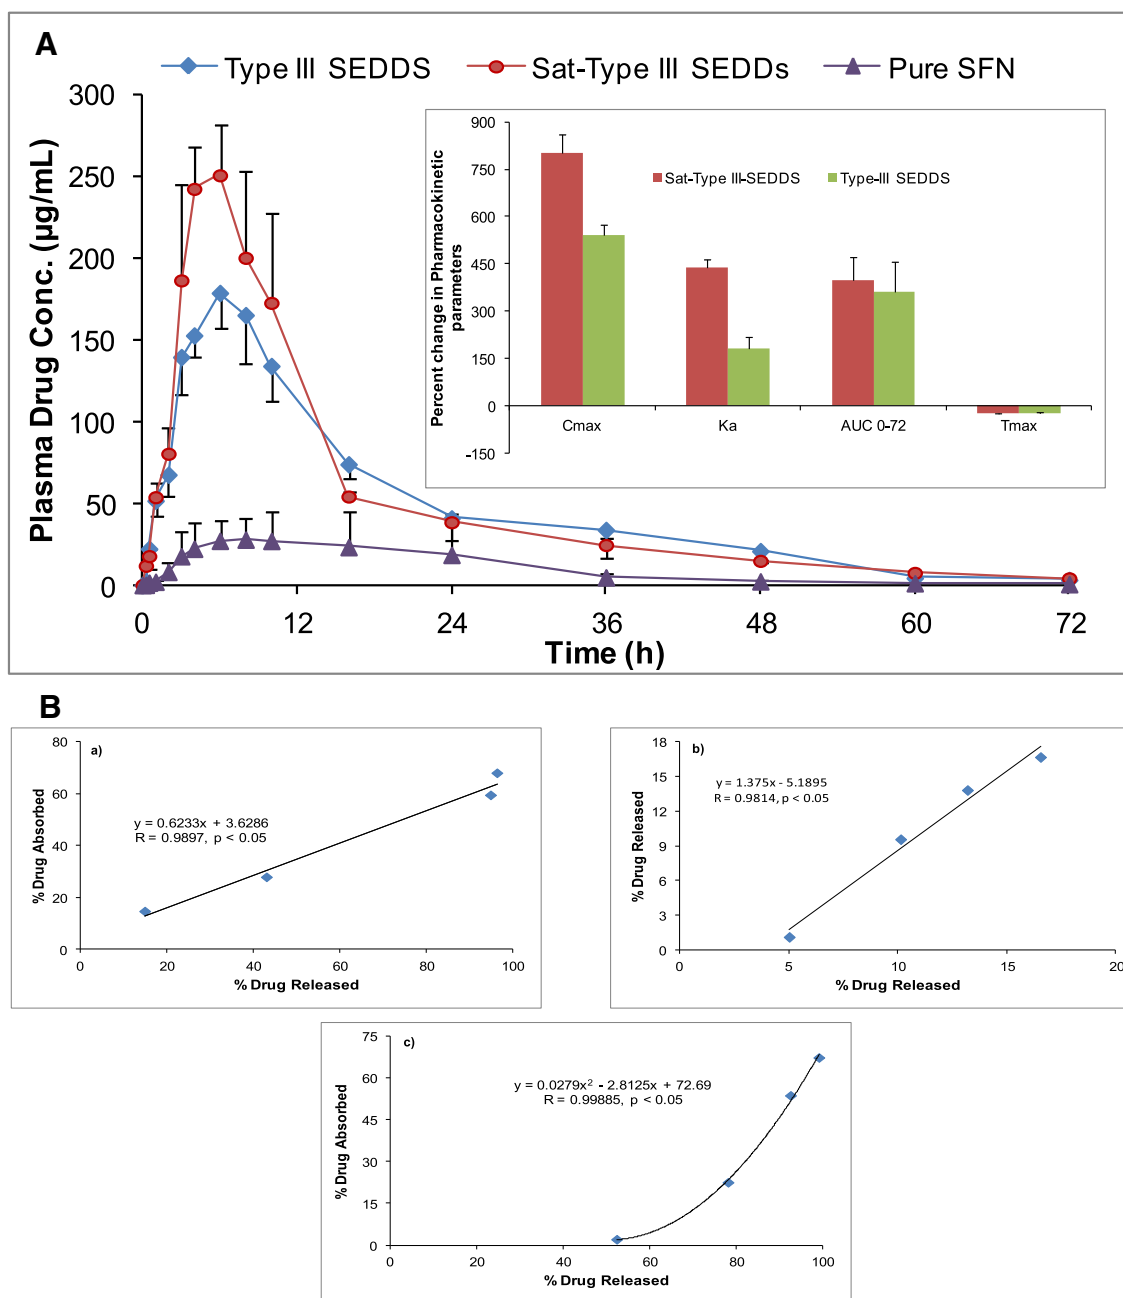 A
Type III SEDDS
Sat-Type III SEDDs
Pure SFN
Plasma Drug Conc. (µg/mL)
300
250
200
150
100
50
0
0
12
24
36
48
60
72
Time (h)
Percent change in Pharmacokinetic
parameters
900
750
600
450
300
150
0
-150
Sat-Type III-SEDDS
Type-III SEDDS
Cmax
Ka
AUC 0-72
Tmax
B
a)
% Drug Absorbed
80
60
40
20
0
y = 0.6233x + 3.6286
R = 0.9897, p < 0.05
0
20
40
60
80
100
% Drug Released
b)
% Drug Released
18
15
12
9
6
3
0
y = 1.375x - 5.1895
R = 0.9814, p < 0.05
0
5
10
15
20
% Drug Released
c)
% Drug Absorbed
75
60
45
30
15
0
y = 0.0279x² - 2.8125x + 72.69
R = 0.99885, p < 0.05
0
20
40
60
80
100
% Drug Released